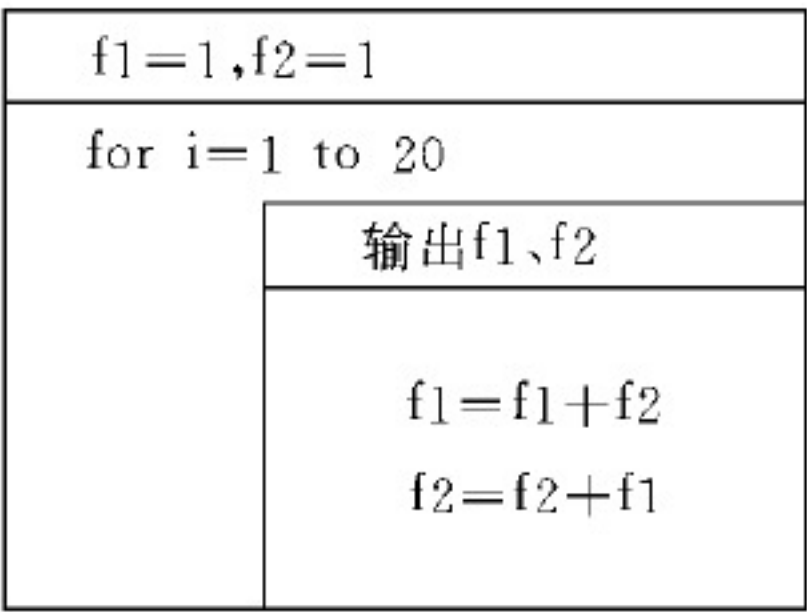 f1=1,f2=1
for i=1 to 20
输出f1、f2
f1=f1+f2
f2=f2+f1